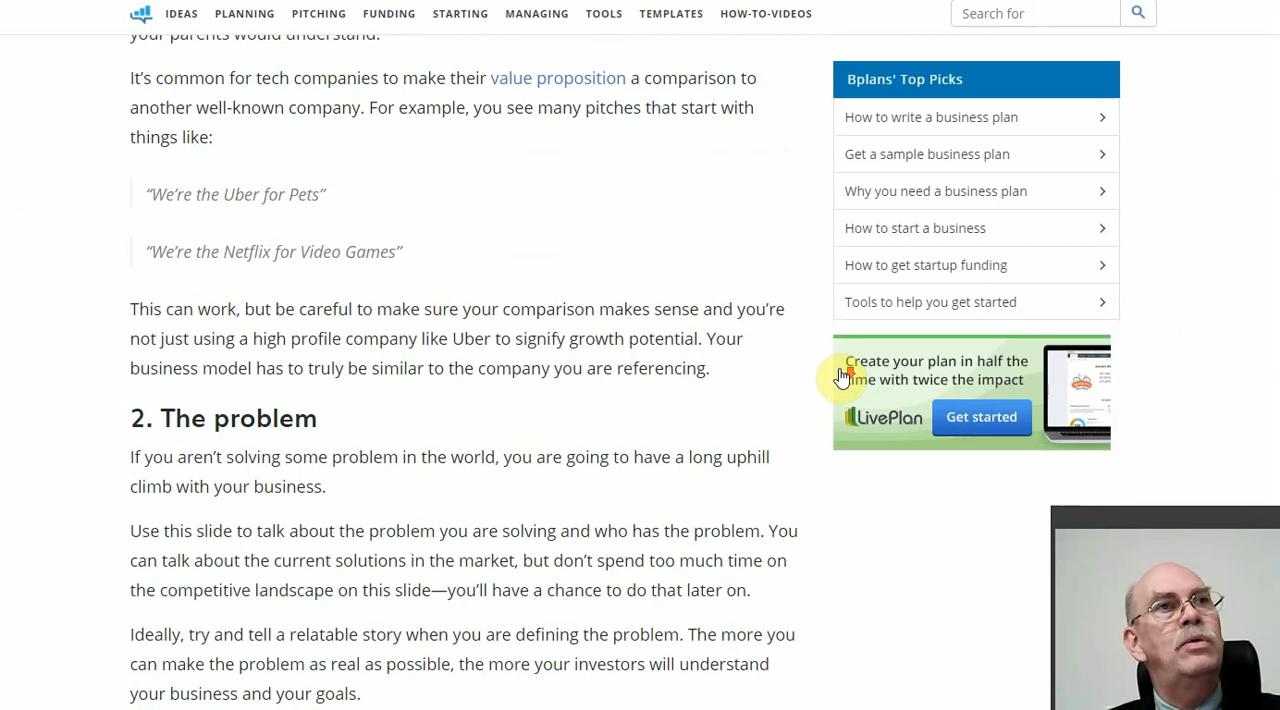 IDEAS PLANNING PITCHING FUNDING STARTING MANAGING TOOLS TEMPLATES HOW-TO-VIDEOS Search for
your parents would understand.
It’s common for tech companies to make their value proposition a comparison to
another well-known company. For example, you see many pitches that start with
things like:
“We’re the Uber for Pets”
“We’re the Netflix for Video Games”
This can work, but be careful to make sure your comparison makes sense and you’re
not just using a high profile company like Uber to signify growth potential. Your
business model has to truly be similar to the company you are referencing.
2. The problem
If you aren’t solving some problem in the world, you are going to have a long uphill
climb with your business.
Use this slide to talk about the problem you are solving and who has the problem. You
can talk about the current solutions in the market, but don’t spend too much time on
the competitive landscape on this slide—you’ll have a chance to do that later on.
Ideally, try and tell a relatable story when you are defining the problem. The more you
can make the problem as real as possible, the more your investors will understand
your business and your goals.
Bplans' Top Picks
How to write a business plan
Get a sample business plan
Why you need a business plan
How to start a business
How to get startup funding
Tools to help you get started
Create your plan in half the
time with twice the impact
LivePlan Get started